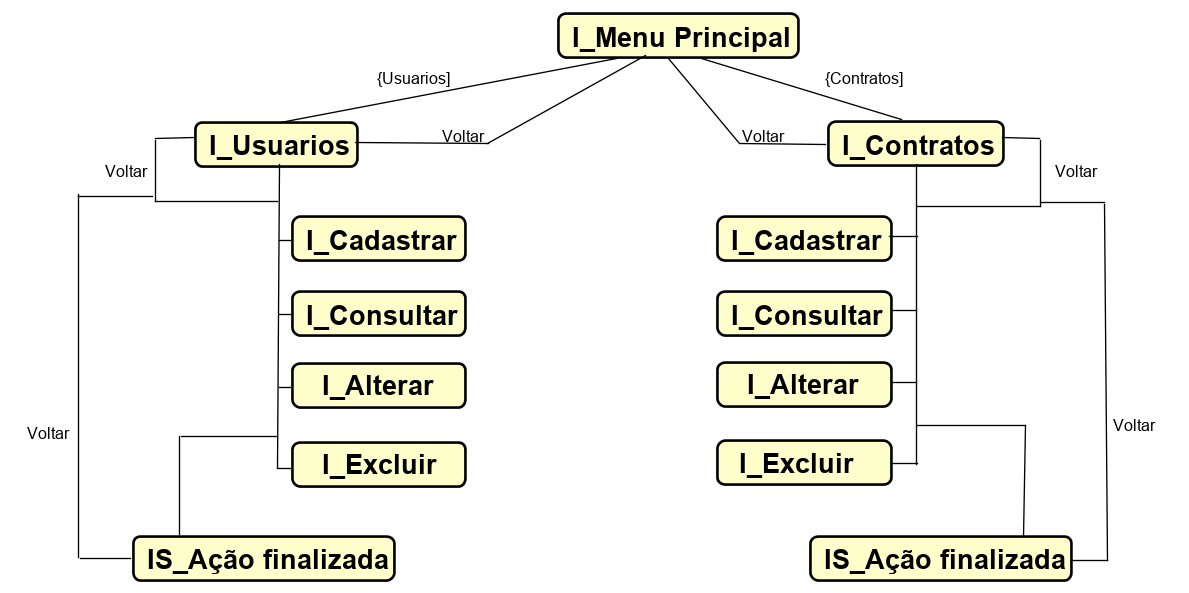 I_Menu Principal
{Usuarios]
{Contratos]
I_Usuarios
Voltar
Voltar
I_Contratos
Voltar
Voltar
I_Cadastrar
I_Cadastrar
I_Consultar
I_Consultar
I_Alterar
I_Alterar
Voltar
Voltar
I_Excluir
I_Excluir
IS_Ação finalizada
IS_Ação finalizada